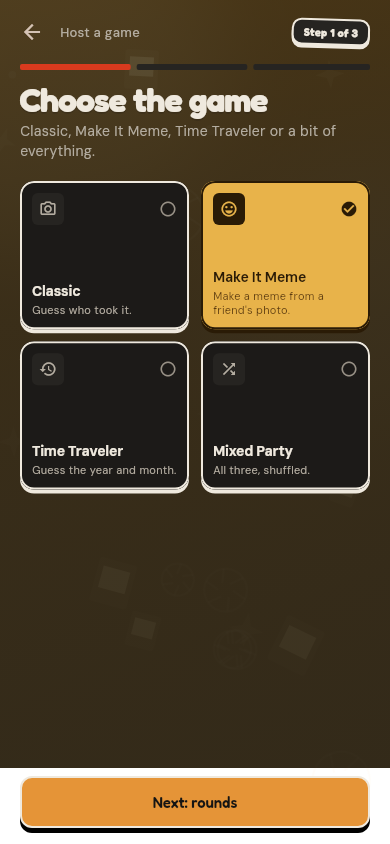 Host a game
Step 1 of 3
Choose the game
Classic, Make It Meme, Time Traveler or a bit of
everything.
Classic
Guess who took it.
Make It Meme
Make a meme from a
friend's photo.
Time Traveler
Guess the year and month.
Mixed Party
All three, shuffled.
Next: rounds